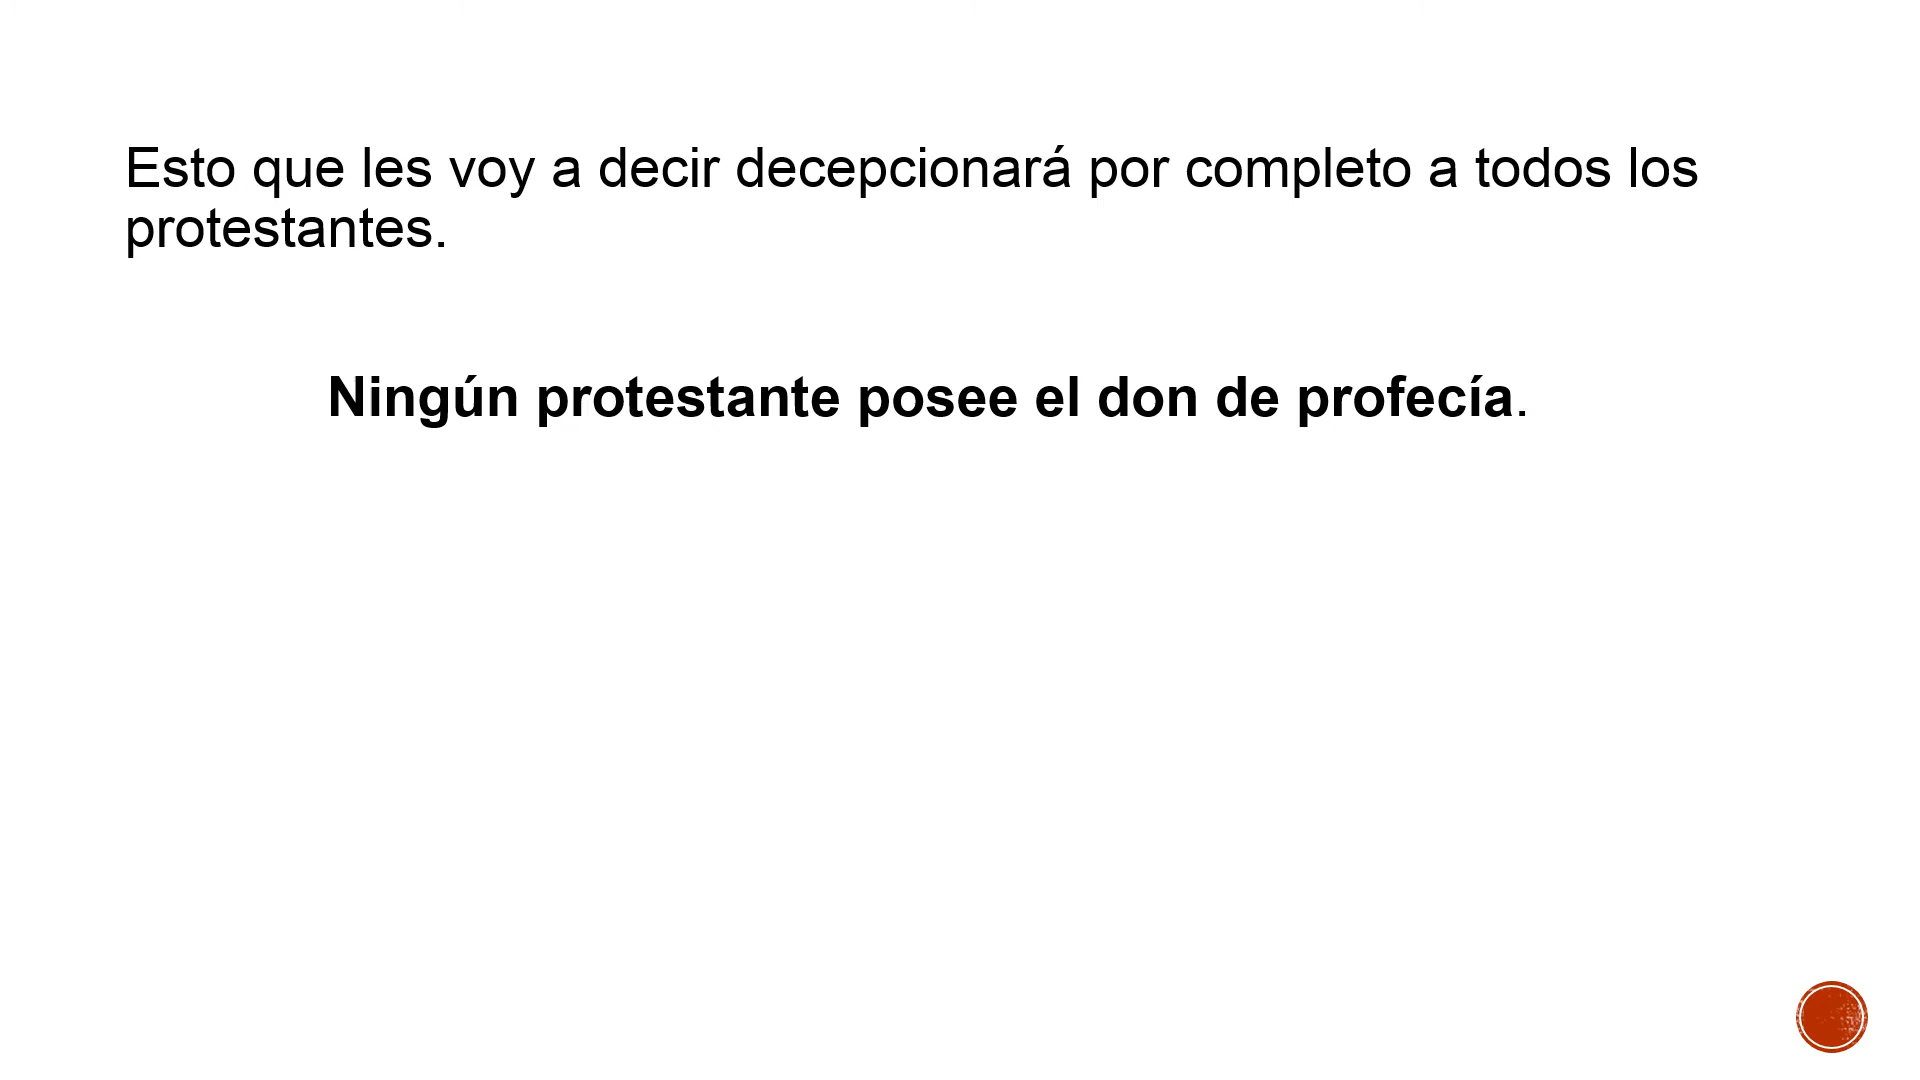 Esto que les voy a decir decepcionará por completo a todos los
protestantes.
Ningún protestante posee el don de profecía.